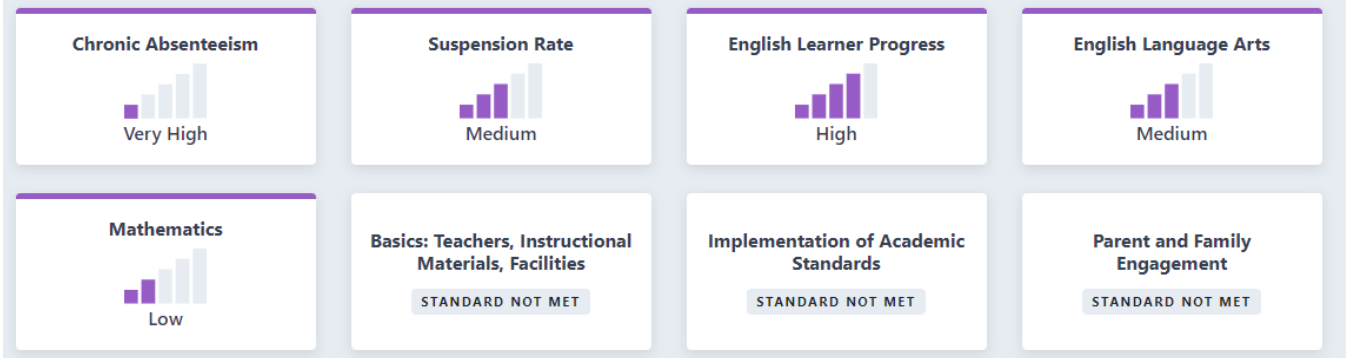 Chronic Absenteeism
Very High
Suspension Rate
Medium
English Learner Progress
High
English Language Arts
Medium
Mathematics
Low
Basics: Teachers, Instructional
Materials, Facilities
STANDARD NOT MET
Implementation of Academic
Standards
STANDARD NOT MET
Parent and Family
Engagement
STANDARD NOT MET